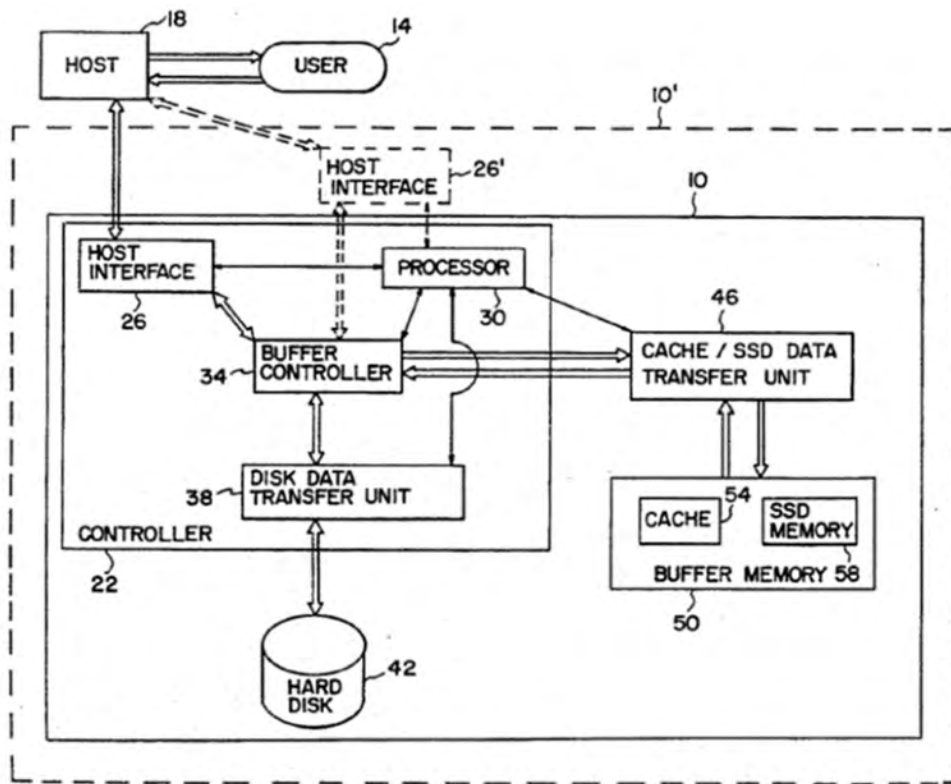 18
14
HOST
USER
10'
HOST
INTERFACE
26'
10
HOST
INTERFACE
26
PROCESSOR
30
46
BUFFER
CONTROLLER
34
CACHE / SSD DATA
TRANSFER UNIT
DISK DATA
TRANSFER UNIT
38
54
CACHE
SSD
MEMORY
58
BUFFER MEMORY
50
CONTROLLER
22
42
HARD
DISK